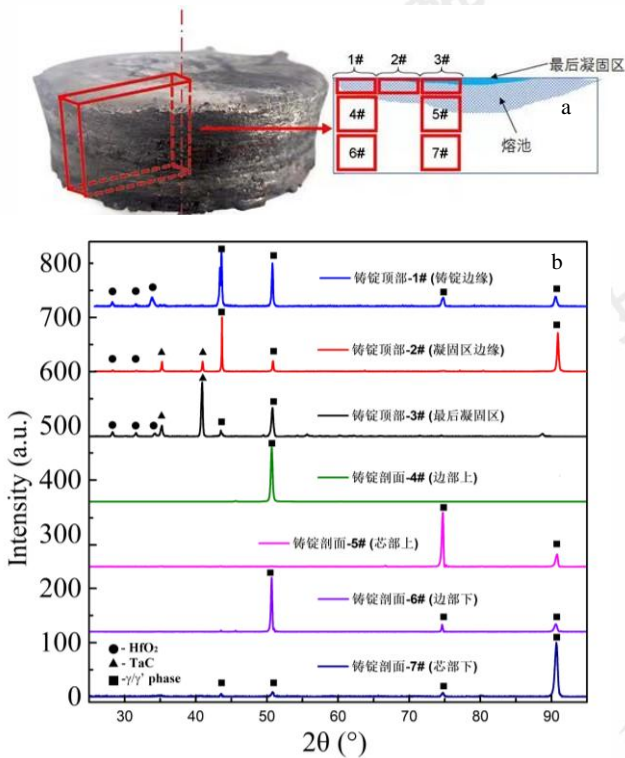 1# 2# 3#
最后凝固区
a
4# 5#
熔池
6# 7#
b
800
铸锭顶部-1# (铸锭边缘)
700
铸锭顶部-2# (凝固区边缘)
600
铸锭顶部-3# (最后凝固区)
500
铸锭剖面-4# (边部上)
400
铸锭剖面-5# (芯部上)
300
铸锭剖面-6# (边部下)
200
铸锭剖面-7# (芯部下)
100
- HfO₂
- TaC
-γ/γ' phase
0
Intensity (a.u.)
30 40 50 60 70 80 90
2θ (°)